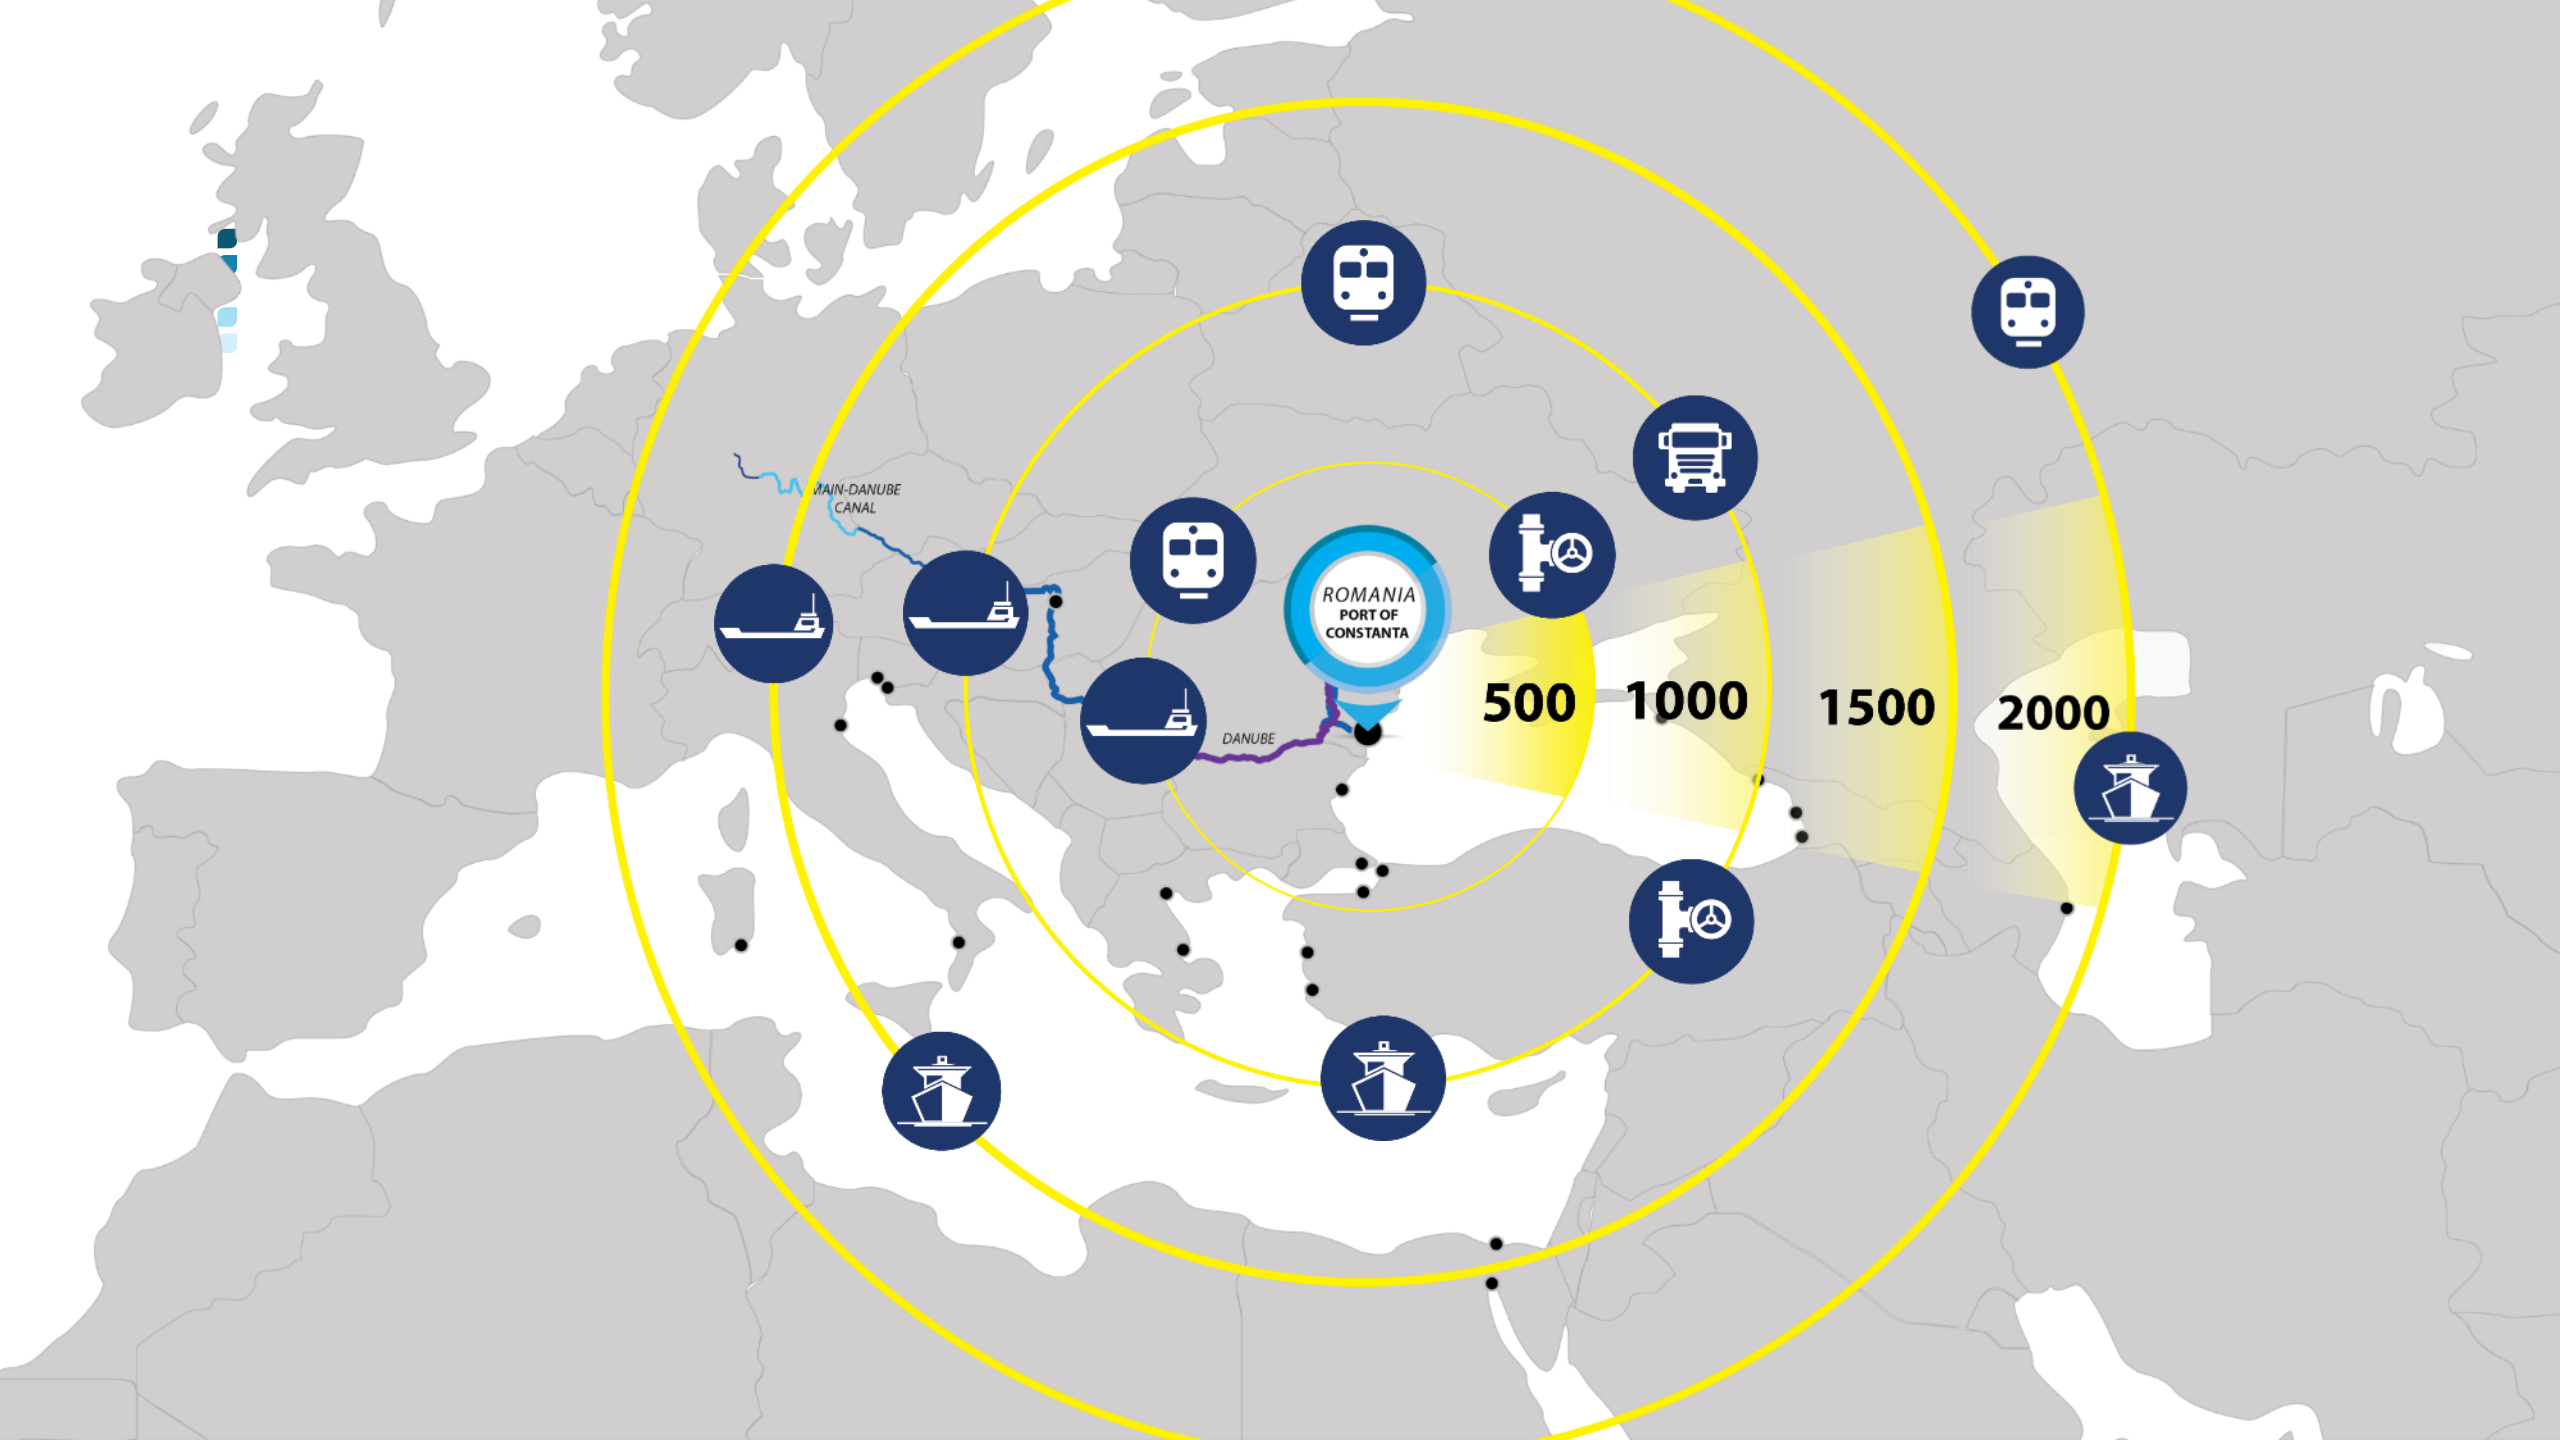 MAIN-DANUBE
CANAL
ROMANIA
PORT OF
CONSTANTA
DANUBE
500
1000
1500
2000